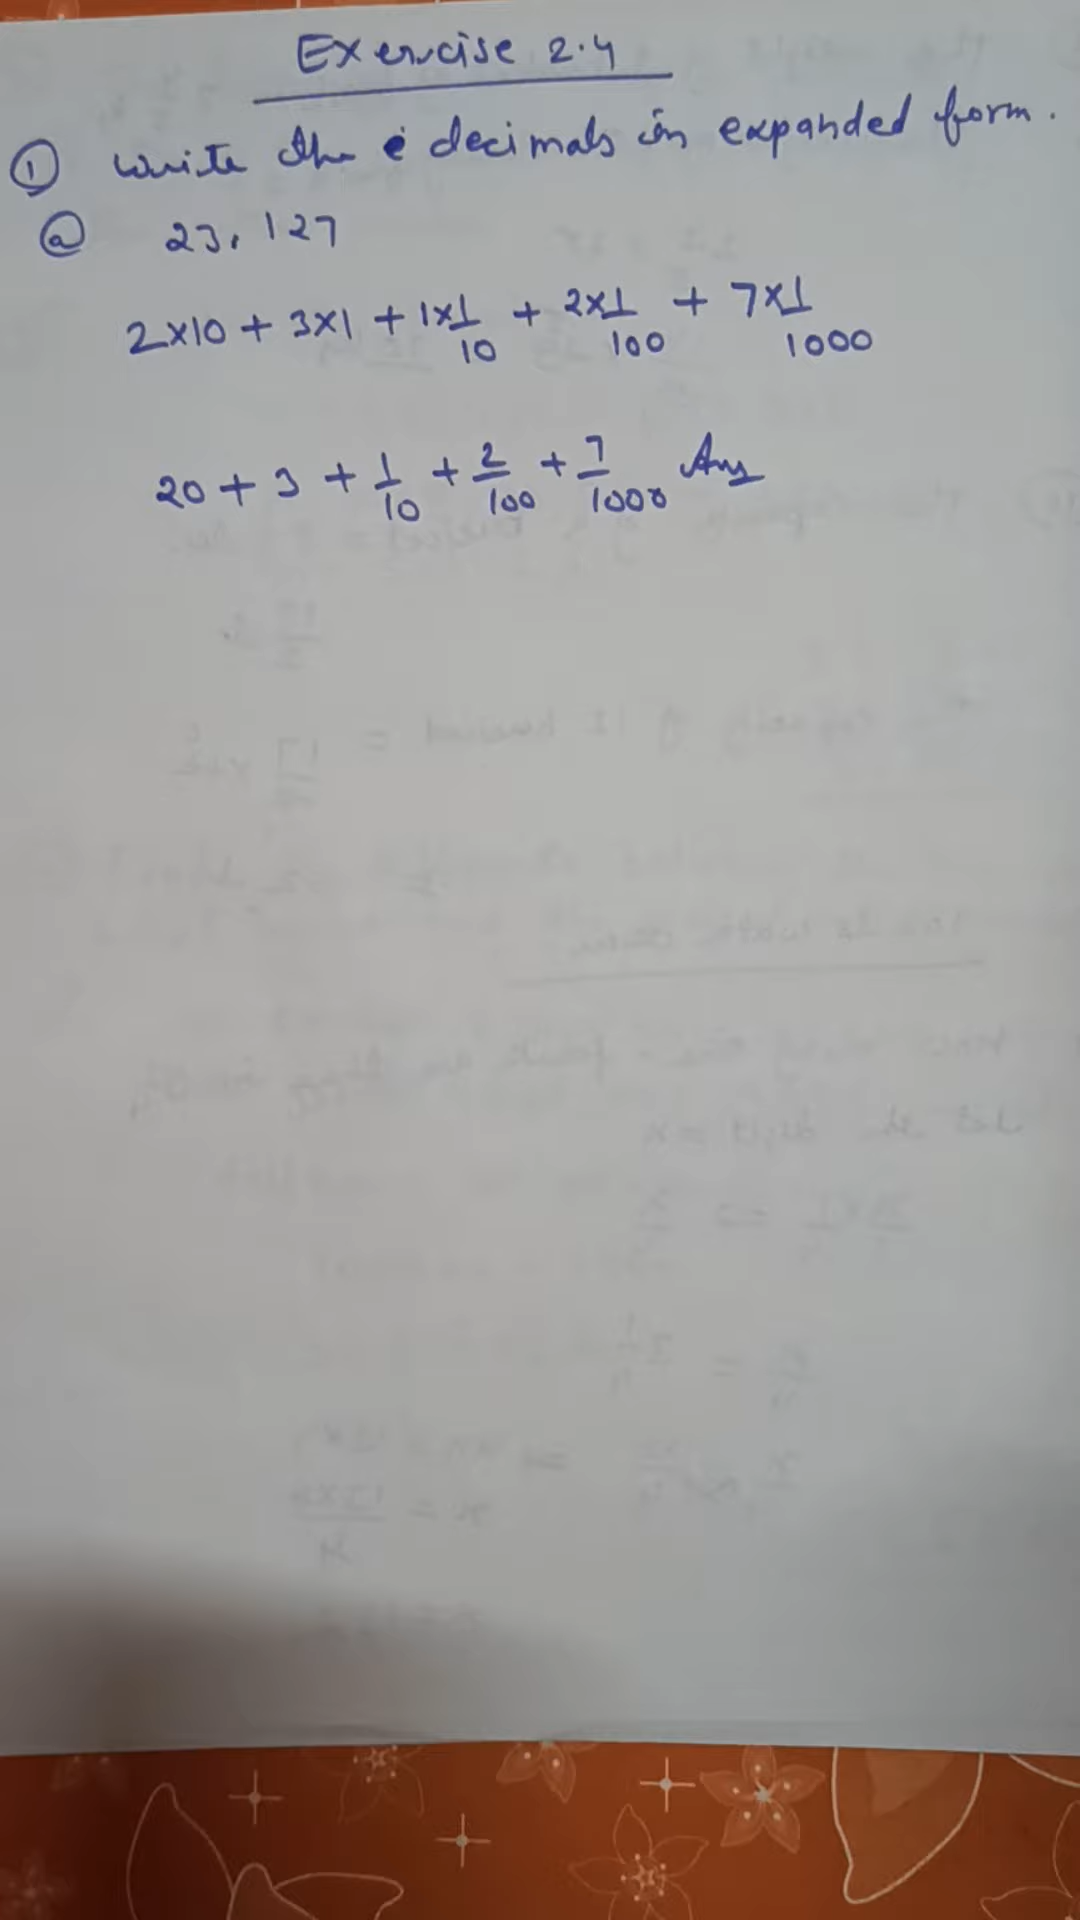 Exercise 2.4
① Write the decimals in expanded form.
ⓐ 23.127
2×10 + 3×1 + 1×1/10 + 2×1/100 + 7×1/1000
20 + 3 + 1/10 + 2/100 + 7/1000 Ans